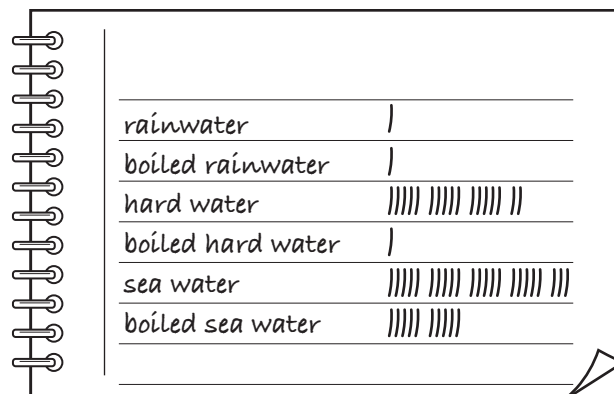 rainwater |
boiled rainwater |
hard water ||||| ||||| ||||| ||
boiled hard water |
sea water ||||| ||||| ||||| ||||| |||
boiled sea water ||||| |||||